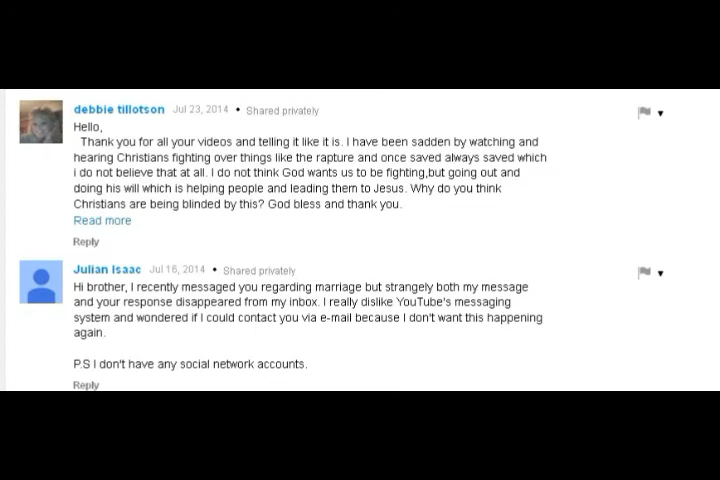 debbie tillotson Jul 23, 2014 • Shared privately
Hello,
Thank you for all your videos and telling it like it is. I have been sadden by watching and
hearing Christians fighting over things like the rapture and once saved always saved which
i do not believe that at all. I do not think God wants us to be fighting,but going out and
doing his will which is helping people and leading them to Jesus. Why do you think
Christians are being blinded by this? God bless and thank you.
Read more
Reply
Julian Isaac Jul 16, 2014 • Shared privately
Hi brother, I recently messaged you regarding marriage but strangely both my message
and your response disappeared from my inbox. I really dislike YouTube's messaging
system and wondered if I could contact you via e-mail because I don't want this happening
again.
P.S I don't have any social network accounts.
Reply